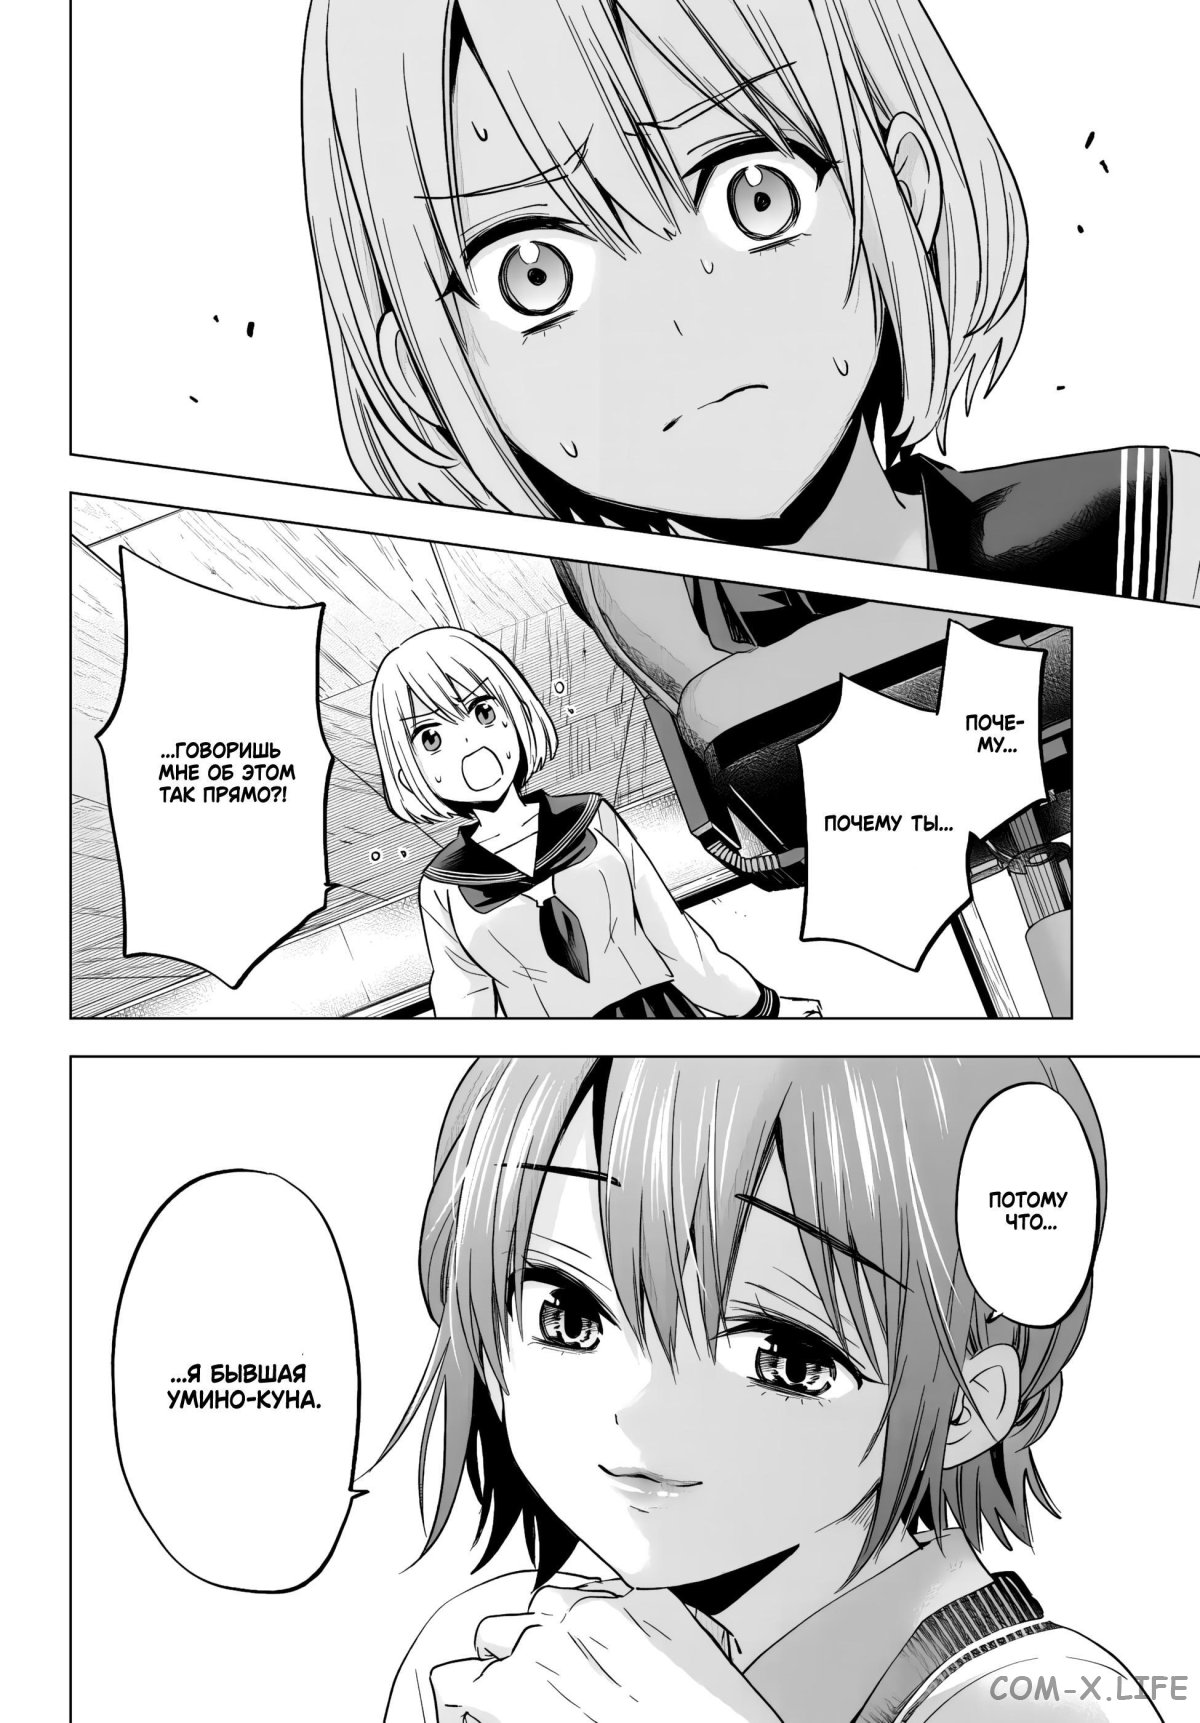 ПОЧЕ-
МУ...
ПОЧЕМУ ТЫ...
...ГОВОРИШЬ
МНЕ ОБ ЭТОМ
ТАК ПРЯМО?!
ПОТОМУ
ЧТО...
...Я БЫВШАЯ
УМИНО-КУНА.
COM-X.LIFE